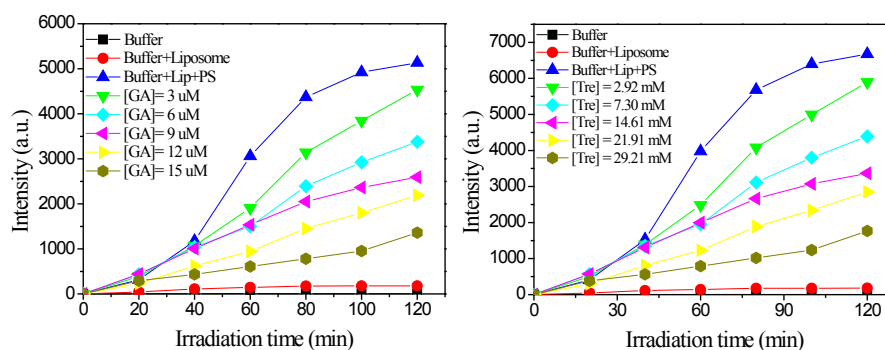 6000
5000
4000
3000
2000
1000
0
Intensity (a.u.)
Buffer
Buffer+Liposome
Buffer+Lip+PS
[GA]= 3 uM
[GA]= 6 uM
[GA]= 9 uM
[GA]= 12 uM
[GA]= 15 uM
0 20 40 60 80 100 120
Irradiation time (min)
7000
6000
5000
4000
3000
2000
1000
0
Intensity (a.u.)
Buffer
Buffer+Liposome
Buffer+Lip+PS
[Tre] = 2.92 mM
[Tre] = 7.30 mM
[Tre] = 14.61 mM
[Tre] = 21.91 mM
[Tre] = 29.21 mM
0 30 60 90 120
Irradiation time (min)